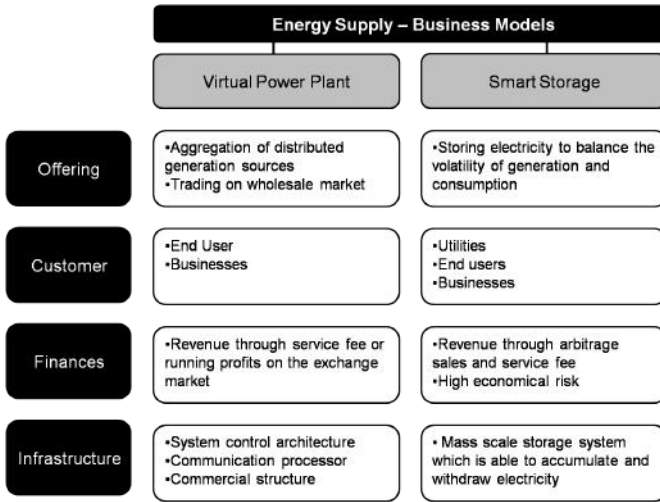 Energy Supply – Business Models
Virtual Power Plant
Smart Storage
Offering
•Aggregation of distributed
generation sources
•Trading on wholesale market
•Storing electricity to balance the
volatility of generation and
consumption
Customer
•End User
•Businesses
•Utilities
•End users
•Businesses
Finances
•Revenue through service fee or
running profits on the exchange
market
•Revenue through arbitrage
sales and service fee
•High economical risk
Infrastructure
•System control architecture
•Communication processor
•Commercial structure
• Mass scale storage system
which is able to accumulate and
withdraw electricity